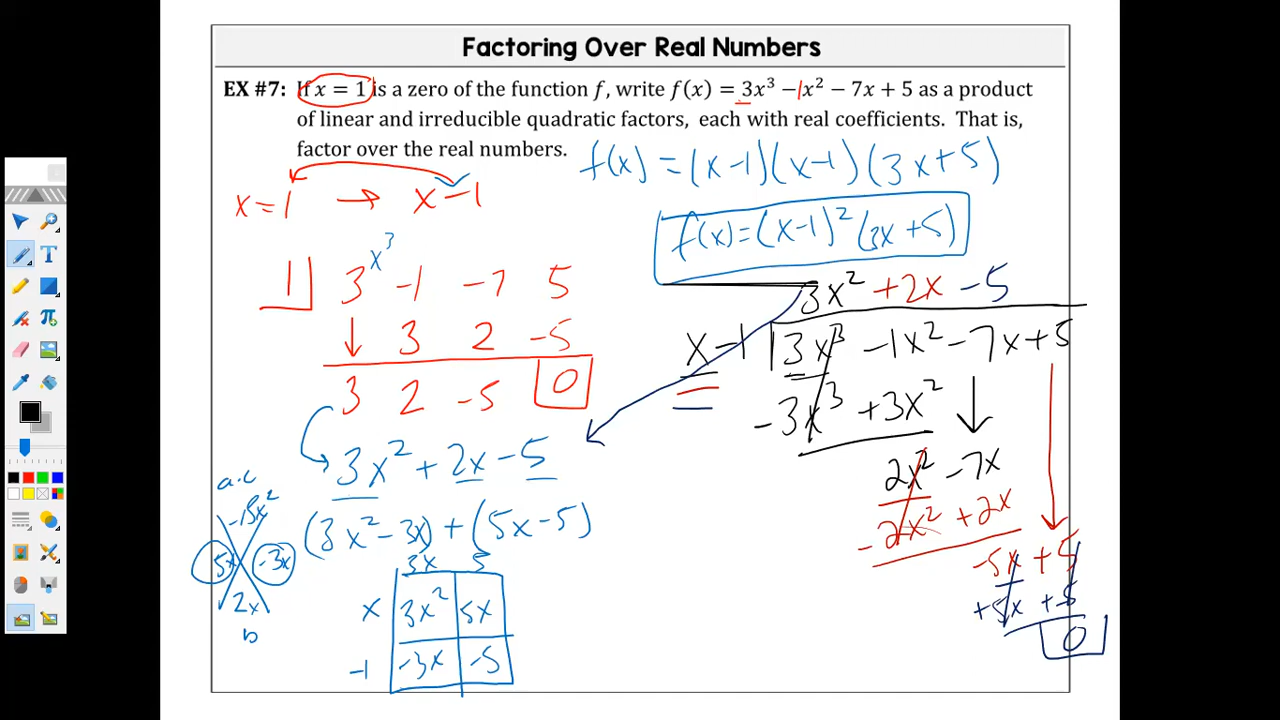 Factoring Over Real Numbers
EX #7: If x = 1 is a zero of the function f, write f(x) = 3x³ − 1x² − 7x + 5 as a product
of linear and irreducible quadratic factors, each with real coefficients. That is,
factor over the real numbers.
f(x) = (x-1)(x-1)(3x+5)
x=1 → x-1
f(x)=(x-1)²(3x+5)
x³
1 3 -1 -7 5
↓ 3 2 -5
3 2 -5 0
3x² +2x -5
x-1 3x³ -1x² -7x+5
-3x³ +3x²
2x² -7x
-2x² +2x
-5x +5
+5x +5
0
3x² + 2x - 5
(3x² - 3x) + (5x - 5)
a.c
-15x²
5x -3x
2x
b
3x 5
x 3x² 5x
-1 -3x -5
T
π